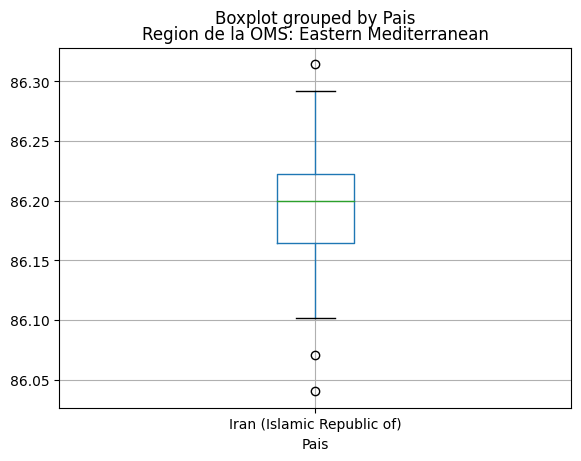 Boxplot grouped by Pais
Region de la OMS: Eastern Mediterranean
86.30
86.25
86.20
86.15
86.10
86.05
Iran (Islamic Republic of)
Pais